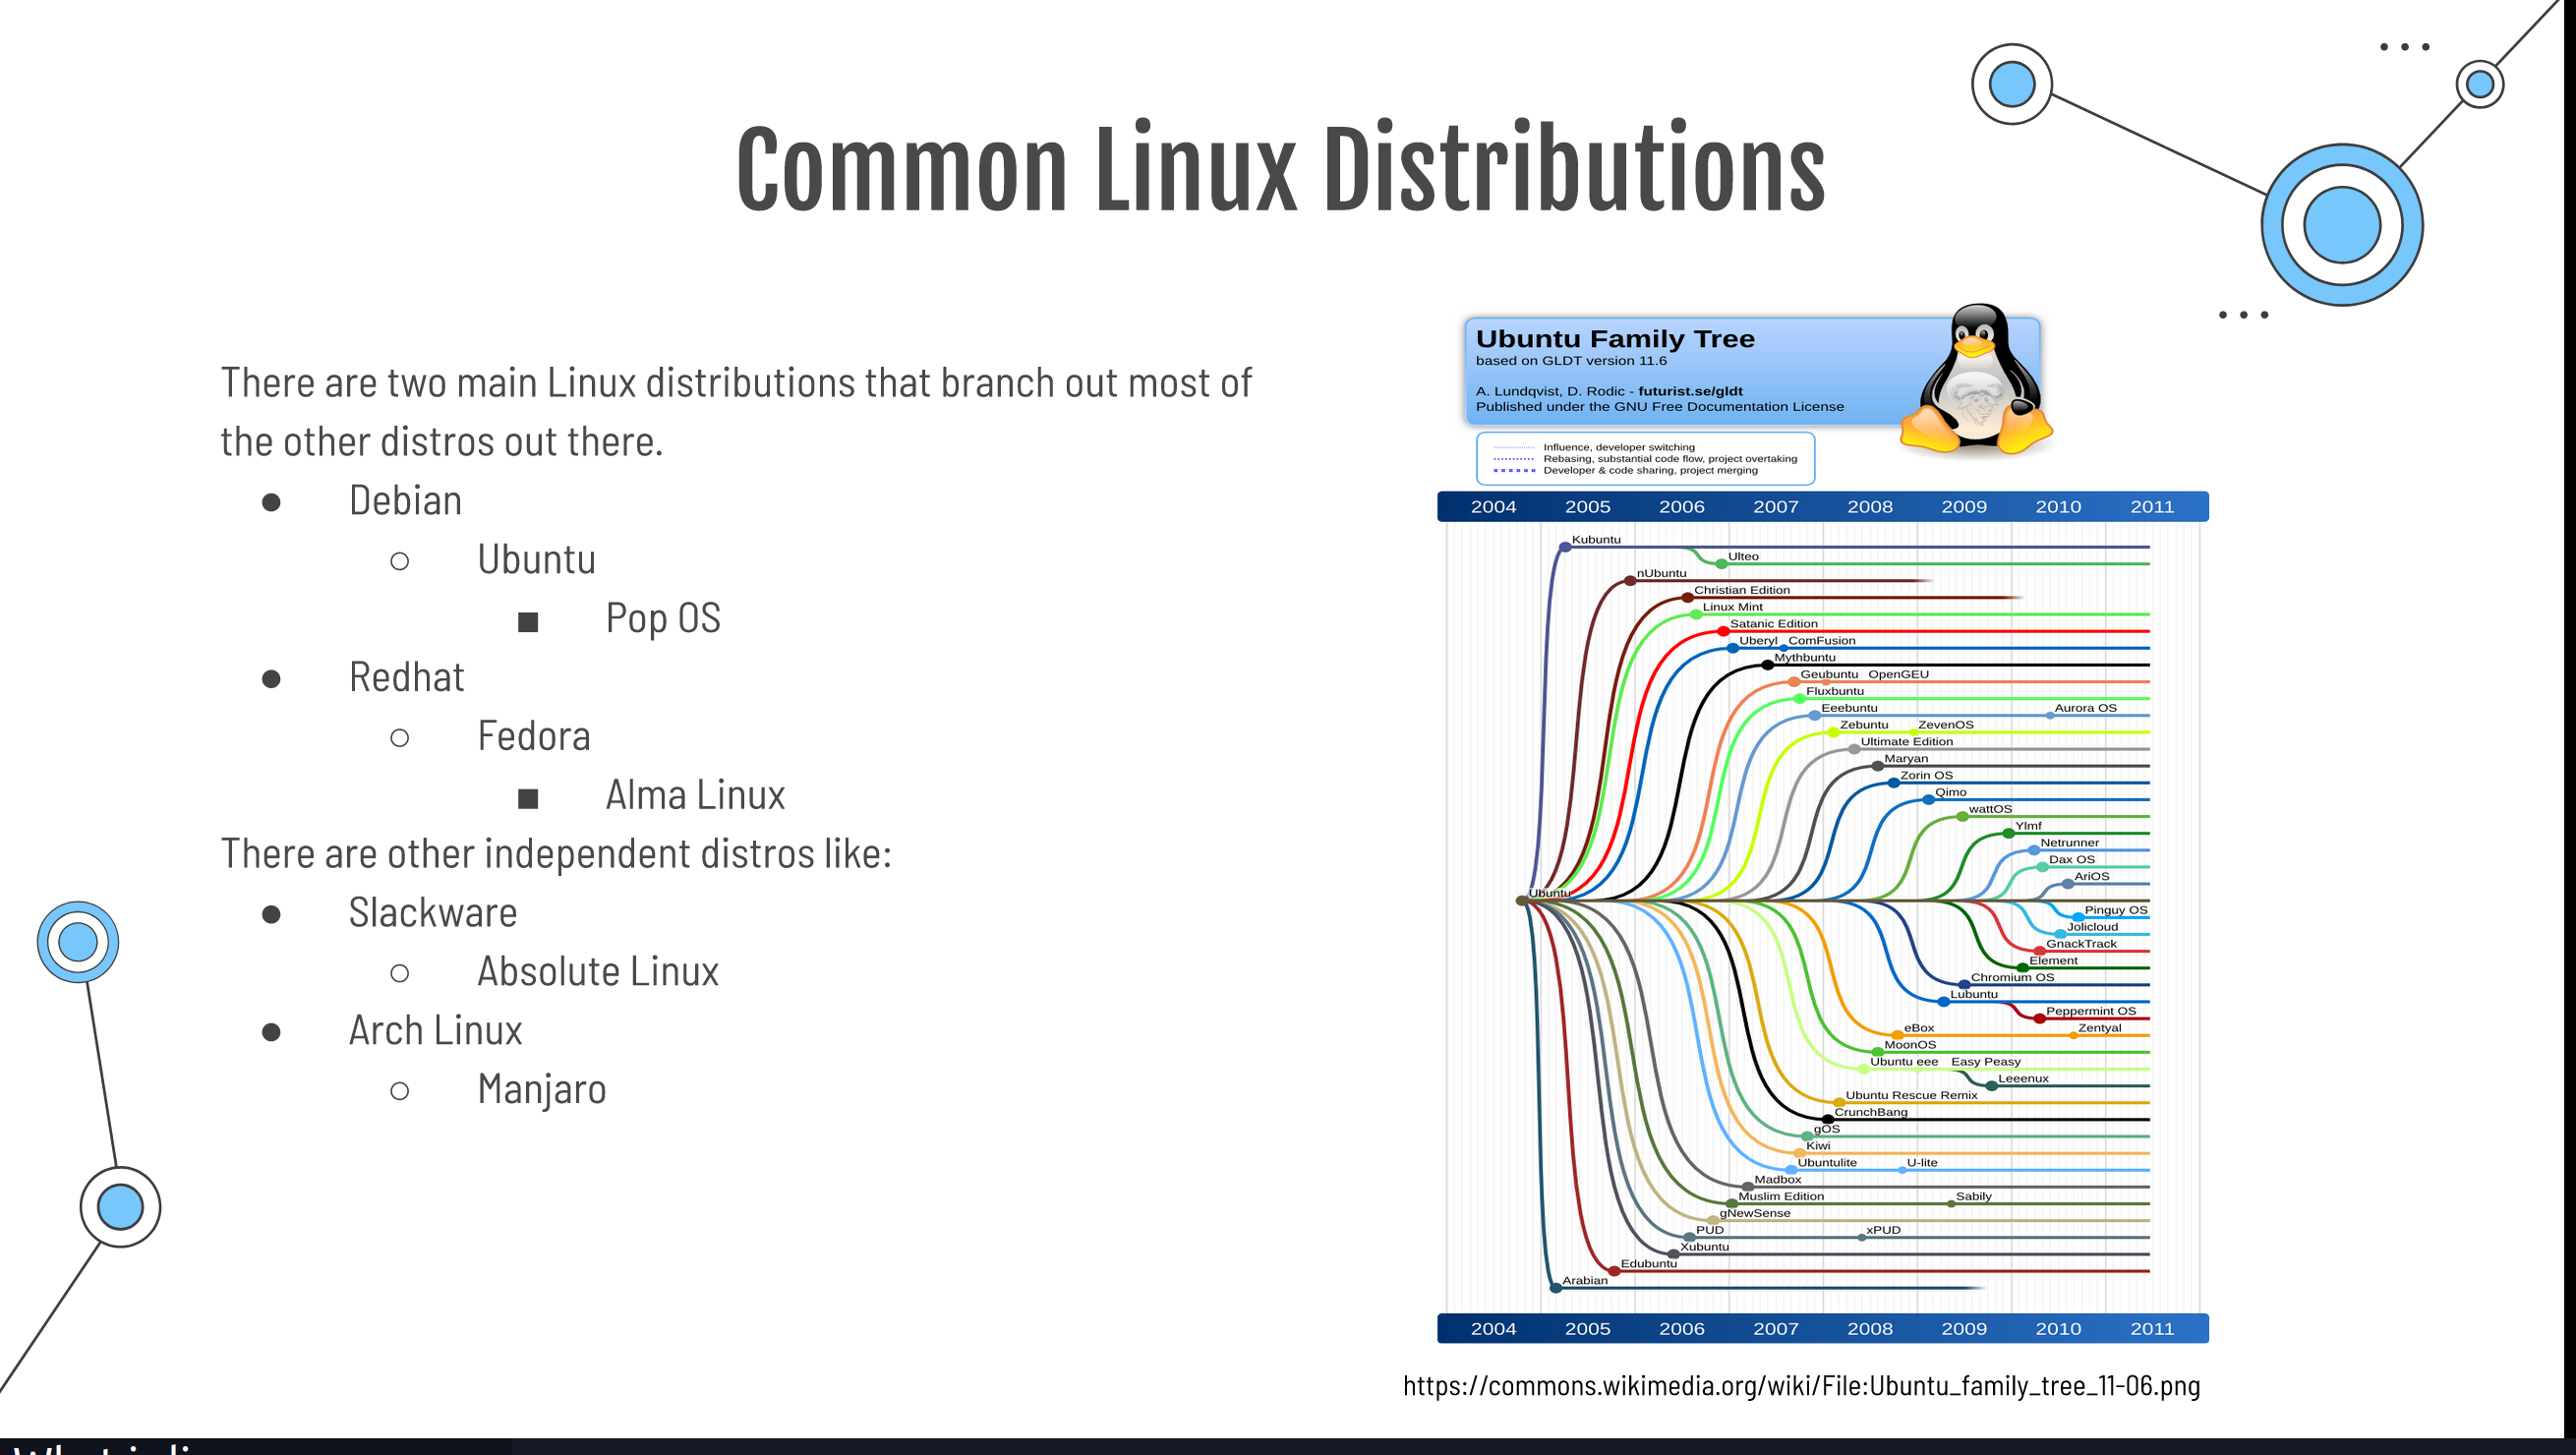 Common Linux Distributions
There are two main Linux distributions that branch out most of
the other distros out there.
● Debian
○ Ubuntu
■ Pop OS
● Redhat
○ Fedora
■ Alma Linux
There are other independent distros like:
● Slackware
○ Absolute Linux
● Arch Linux
○ Manjaro
Ubuntu Family Tree
based on GLDT version 11.6
A. Lundqvist, D. Rodic - futurist.se/gldt
Published under the GNU Free Documentation License
Influence, developer switching
Rebasing, substantial code flow, project overtaking
Developer & code sharing, project merging
2004 2005 2006 2007 2008 2009 2010 2011
Kubuntu
Ulteo
nUbuntu
Christian Edition
Linux Mint
Satanic Edition
Uberyl ComFusion
Mythbuntu
Geubuntu OpenGEU
Fluxbuntu
Eeebuntu Aurora OS
Zebuntu ZevenOS
Ultimate Edition
Maryan
Zorin OS
Qimo
wattOS
Ylmf
Netrunner
Dax OS
AriOS
Ubuntu
Pinguy OS
Jolicloud
GnackTrack
Element
Chromium OS
Lubuntu
Peppermint OS
eBox Zentyal
MoonOS
Ubuntu eee Easy Peasy
Leeenux
Ubuntu Rescue Remix
CrunchBang
gOS
Kiwi
Ubuntulite U-lite
Madbox
Muslim Edition Sabily
gNewSense
PUD xPUD
Xubuntu
Edubuntu
Arabian
2004 2005 2006 2007 2008 2009 2010 2011
https://commons.wikimedia.org/wiki/File:Ubuntu_family_tree_11-06.png